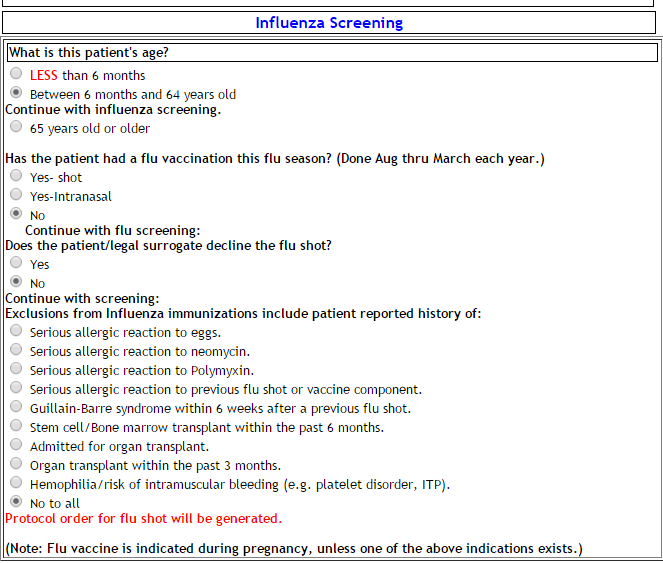 Influenza Screening
What is this patient's age?
LESS than 6 months
Between 6 months and 64 years old
Continue with influenza screening.
65 years old or older
Has the patient had a flu vaccination this flu season? (Done Aug thru March each year.)
Yes- shot
Yes-Intranasal
No
Continue with flu screening:
Does the patient/legal surrogate decline the flu shot?
Yes
No
Continue with screening:
Exclusions from Influenza immunizations include patient reported history of:
Serious allergic reaction to eggs.
Serious allergic reaction to neomycin.
Serious allergic reaction to Polymyxin.
Serious allergic reaction to previous flu shot or vaccine component.
Guillain-Barre syndrome within 6 weeks after a previous flu shot.
Stem cell/Bone marrow transplant within the past 6 months.
Admitted for organ transplant.
Organ transplant within the past 3 months.
Hemophilia/risk of intramuscular bleeding (e.g. platelet disorder, ITP).
No to all
Protocol order for flu shot will be generated.
(Note: Flu vaccine is indicated during pregnancy, unless one of the above indications exists.)